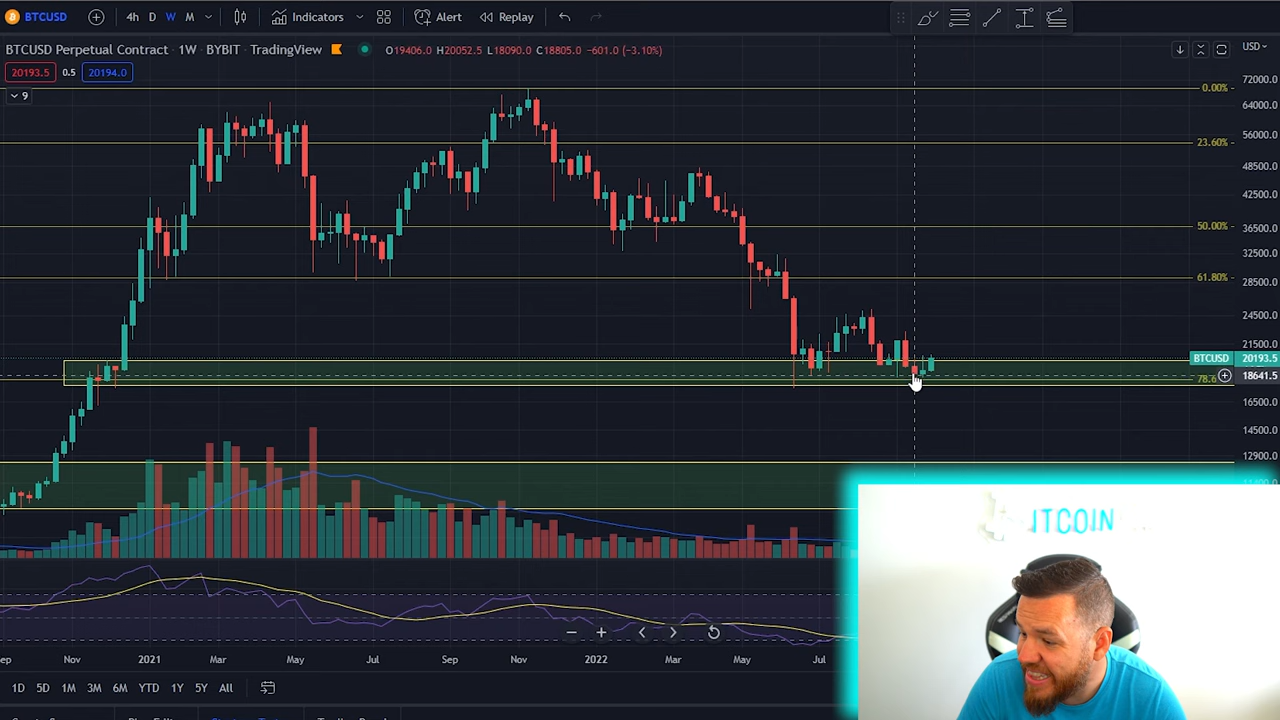 BTCUSD 4h D W M Indicators Alert Replay
BTCUSD Perpetual Contract · 1W · BYBIT · TradingView O19406.0 H20052.5 L18090.0 C18805.0 -601.0 (-3.10%) USD
20193.5 0.5 20194.0
72000.0
0.00%
9
64000.0
56000.0
23.60%
48500.0
42500.0
50.00%
36500.0
32500.0
61.80%
28500.0
24500.0
21500.0
BTCUSD 20193.5
78.6
18641.5
16500.0
14500.0
12900.0
ITCOIN
Nov 2021 Mar May Jul Sep Nov 2022 Mar May Jul
1D 5D 1M 3M 6M YTD 1Y 5Y All